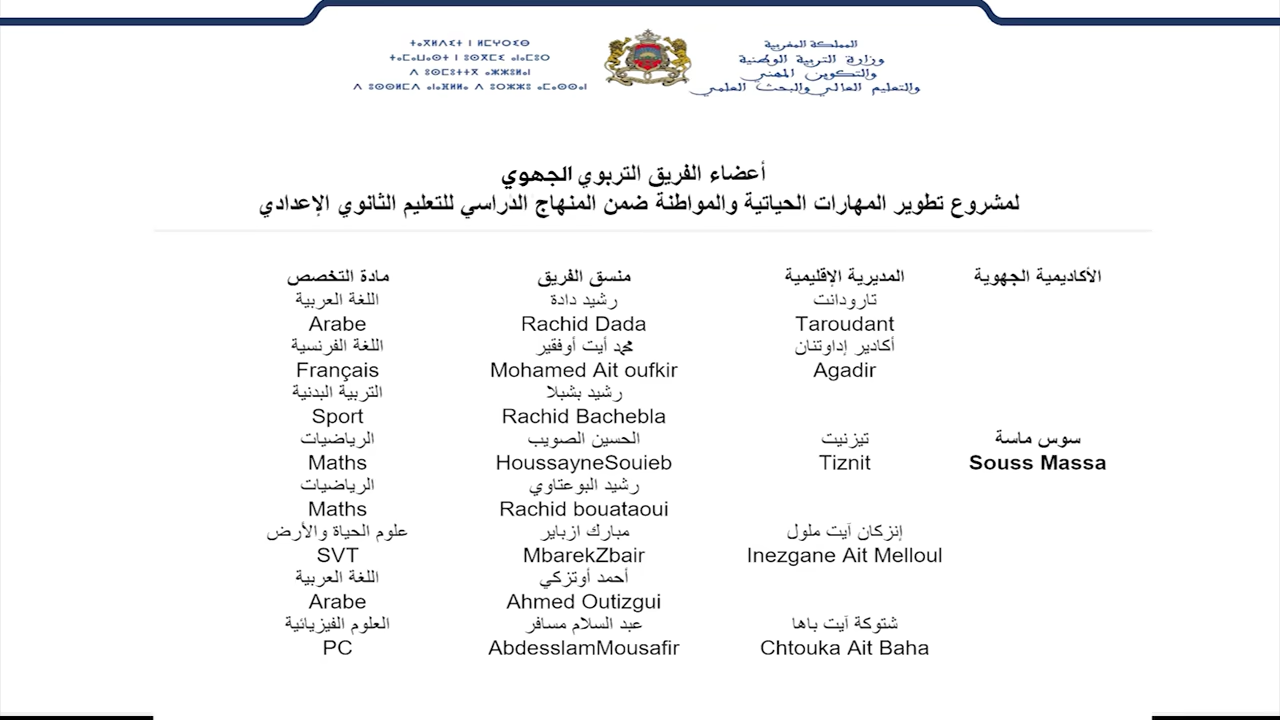 ⵜⴰⴳⵍⴷⵉⵜ ⵏ ⵍⵎⵖⵔⵉⴱ
المملكة المغربية
وزارة التربية الوطنية
والتكوين المهني
والتعليم العالي والبحث العلمي
أعضاء الفريق التربوي الجهوي
لمشروع تطوير المهارات الحياتية والمواطنة ضمن المنهاج الدراسي للتعليم الثانوي الإعدادي
الأكاديمية الجهوية المديرية الإقليمية منسق الفريق مادة التخصص
تارودانت رشيد دادة اللغة العربية
Arabe Rachid Dada Taroudant
أكادير إداوتنان محمد أيت أوفقير اللغة الفرنسية
Français Mohamed Ait oufkir Agadir
رشيد بشبلا التربية البدنية
Sport Rachid Bachebla
سوس ماسة تيزنيت الحسين الصويب الرياضيات
Maths HoussayneSouieb Tiznit Souss Massa
رشيد البوعتاوي الرياضيات
Maths Rachid bouataoui
إنزكان آيت ملول مبارك ازباير علوم الحياة والأرض
SVT MbarekZbair Inezgane Ait Melloul
أحمد أوتزكي اللغة العربية
Arabe Ahmed Outizgui
شتوكة آيت باها عبد السلام مسافر العلوم الفيزيائية
PC AbdesslamMousafir Chtouka Ait Baha